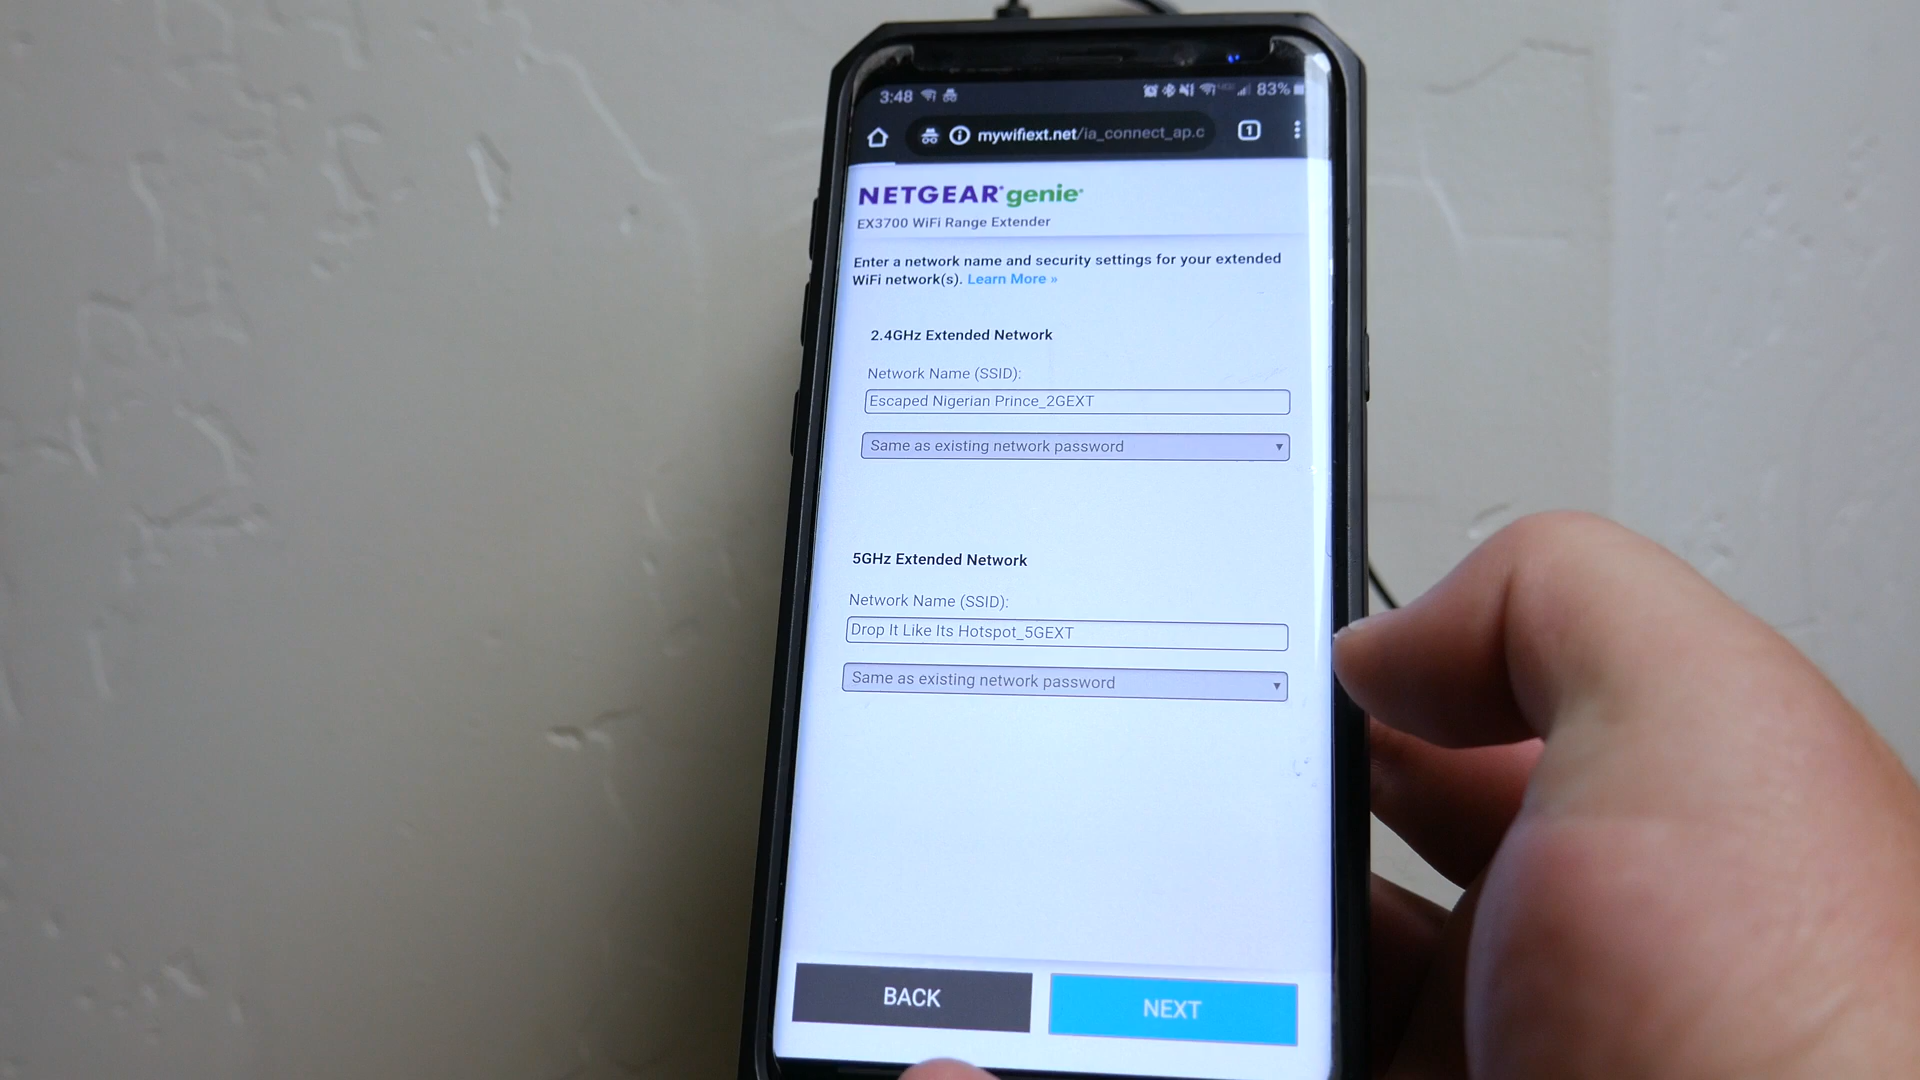 3:48 83%
mywifiext.net/ia_connect_ap.c 1
NETGEAR genie
EX3700 WiFi Range Extender
Enter a network name and security settings for your extended
WiFi network(s). Learn More »
2.4GHz Extended Network
Network Name (SSID):
Escaped Nigerian Prince_2GEXT
Same as existing network password
5GHz Extended Network
Network Name (SSID):
Drop It Like Its Hotspot_5GEXT
Same as existing network password
BACK NEXT